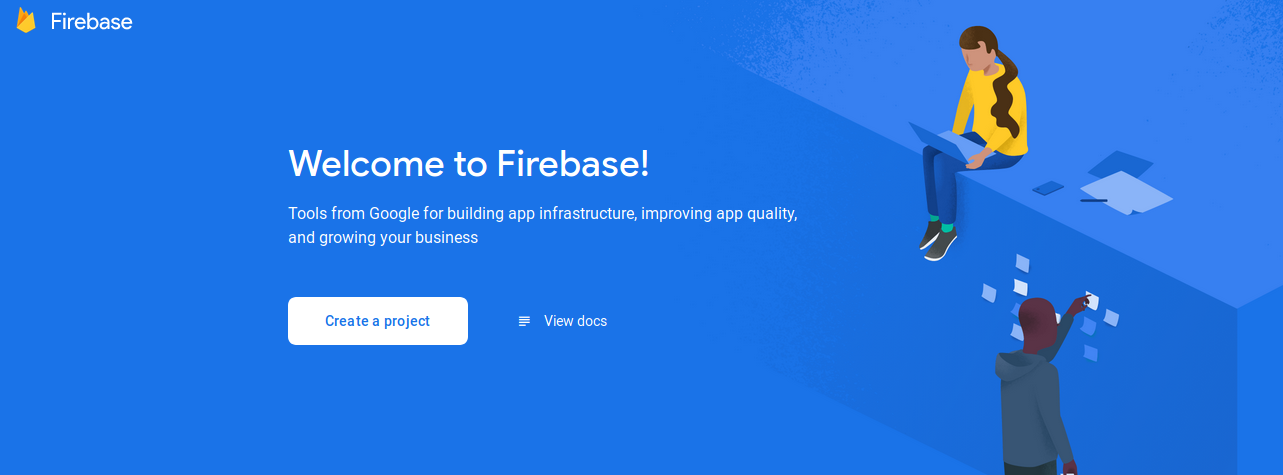 Firebase
Welcome to Firebase!
Tools from Google for building app infrastructure, improving app quality,
and growing your business
Create a project
View docs